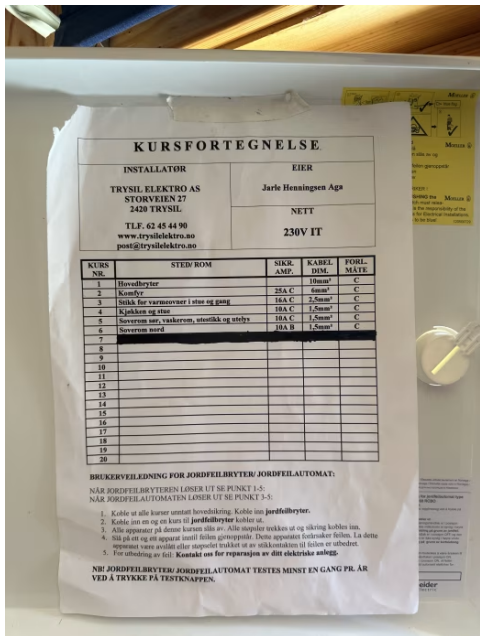 KURSFORTEGNELSE
INSTALLATØR
TRYSIL ELEKTRO AS
STORVEIEN 27
2420 TRYSIL
TLF. 62 45 44 90
www.trysilelektro.no
post@trysilelektro.no
EIER
Jarle Henningsen Aga
NETT
230V IT
KURS NR. STED/ ROM SIKR. AMP. KABEL DIM. FORL. MÅTE
1 Hovedbryter 10mm² C
2 Komfyr 25A C 6mm² C
3 Stikk for varmeovner i stue og gang 16A C 2,5mm² C
4 Kjøkken og stue 10A C 1,5mm² C
5 Soverom sør, vaskerom, utestikk og utelys 10A C 1,5mm² C
6 Soverom nord 10A B 1,5mm² C
7
8
9
10
11
12
13
14
15
16
17
18
19
20
BRUKERVEILEDNING FOR JORDFEILBRYTER/ JORDFEILAUTOMAT:
NÅR JORDFEILBRYTEREN LØSER UT SE PUNKT 1-5:
NÅR JORDFEILAUTOMATEN LØSER UT SE PUNKT 3-5:
1. Koble ut alle kurser unntatt hovedsikring. Koble inn jordfeilbryter.
2. Koble inn en og en kurs til jordfeilbryter kobler ut.
3. Alle apparater på denne kursen slås av. Alle støpsler trekkes ut og sikring kobles inn.
4. Slå på ett og ett apparat inntil feilen gjenoppstår. Dette apparatet forårsaker feilen. La dette
apparatet være avslått eller støpselet trukket ut av stikkontakten til feilen er utbedret.
5. For utbedring av feil: Kontakt oss for reparasjon av ditt elektriske anlegg.
NB! JORDFEILBRYTER/ JORDFEILAUTOMAT TESTES MINST EN GANG PR. ÅR
VED Å TRYKKE PÅ TESTKNAPPEN.
MOELLER
MOELLER
MOELLER